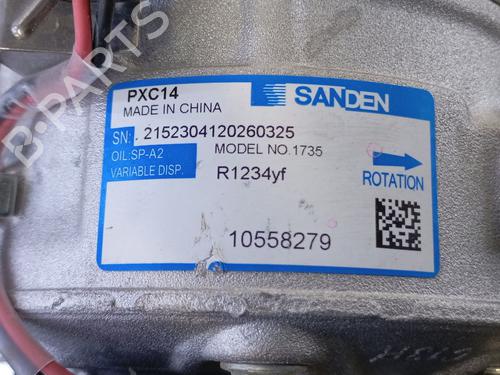 PXC14
SANDEN
MADE IN CHINA
SN: . 2152304120260325
OIL:SP-A2 MODEL NO.1735
VARIABLE DISP. R1234yf
ROTATION
10558279
B-PARTS